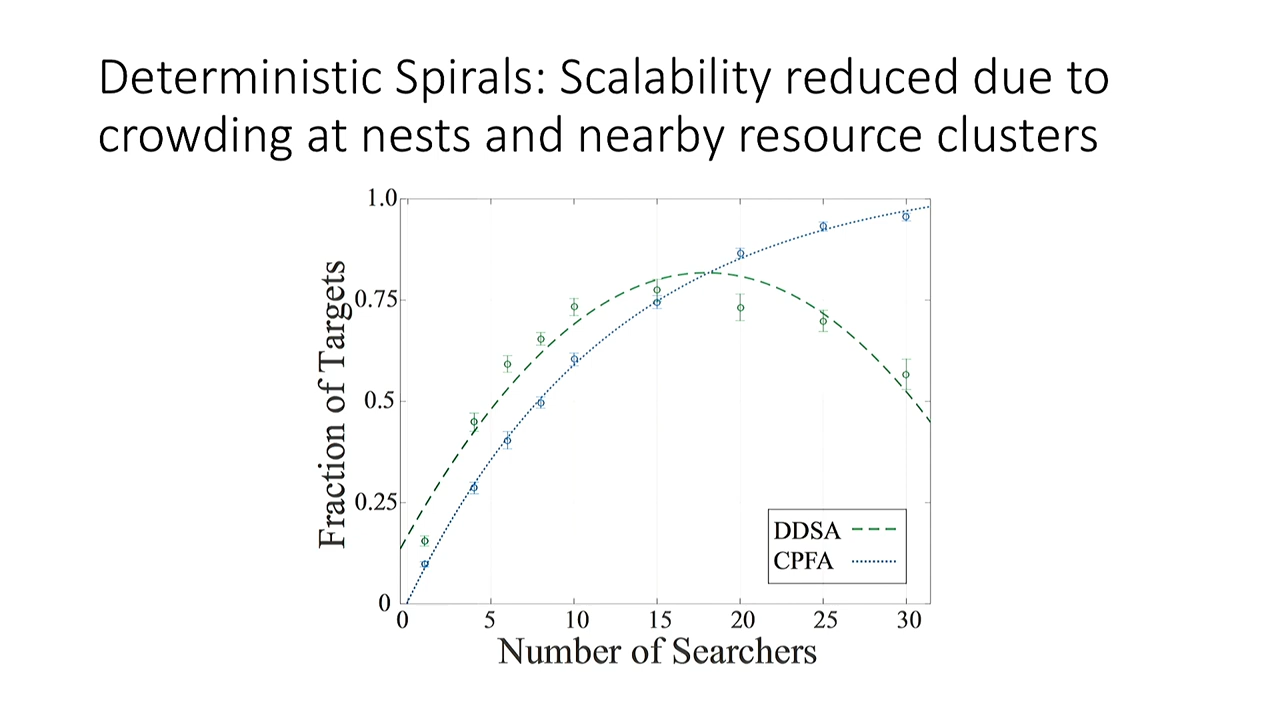 Deterministic Spirals: Scalability reduced due to
crowding at nests and nearby resource clusters
1.0
0.75
0.5
0.25
0
Fraction of Targets
DDSA
CPFA
0 5 10 15 20 25 30
Number of Searchers